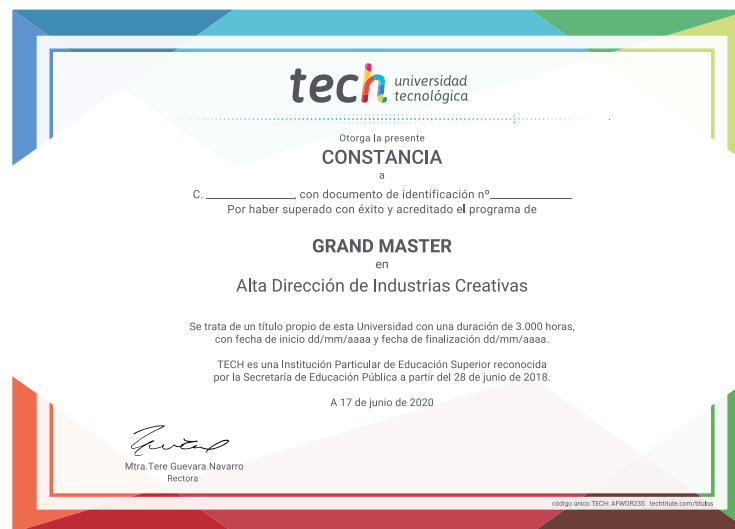 tech universidad
tecnológica
Otorga la presente
CONSTANCIA
a
C. ________________, con documento de identificación nº______________
Por haber superado con éxito y acreditado el programa de
GRAND MASTER
en
Alta Dirección de Industrias Creativas
Se trata de un título propio de esta Universidad con una duración de 3.000 horas,
con fecha de inicio dd/mm/aaaa y fecha de finalización dd/mm/aaaa.
TECH es una Institución Particular de Educación Superior reconocida
por la Secretaría de Educación Pública a partir del 28 de junio de 2018.
A 17 de junio de 2020
Mtra.Tere Guevara Navarro
Rectora
código único TECH: AFWOR23S techtitute.com/titulos